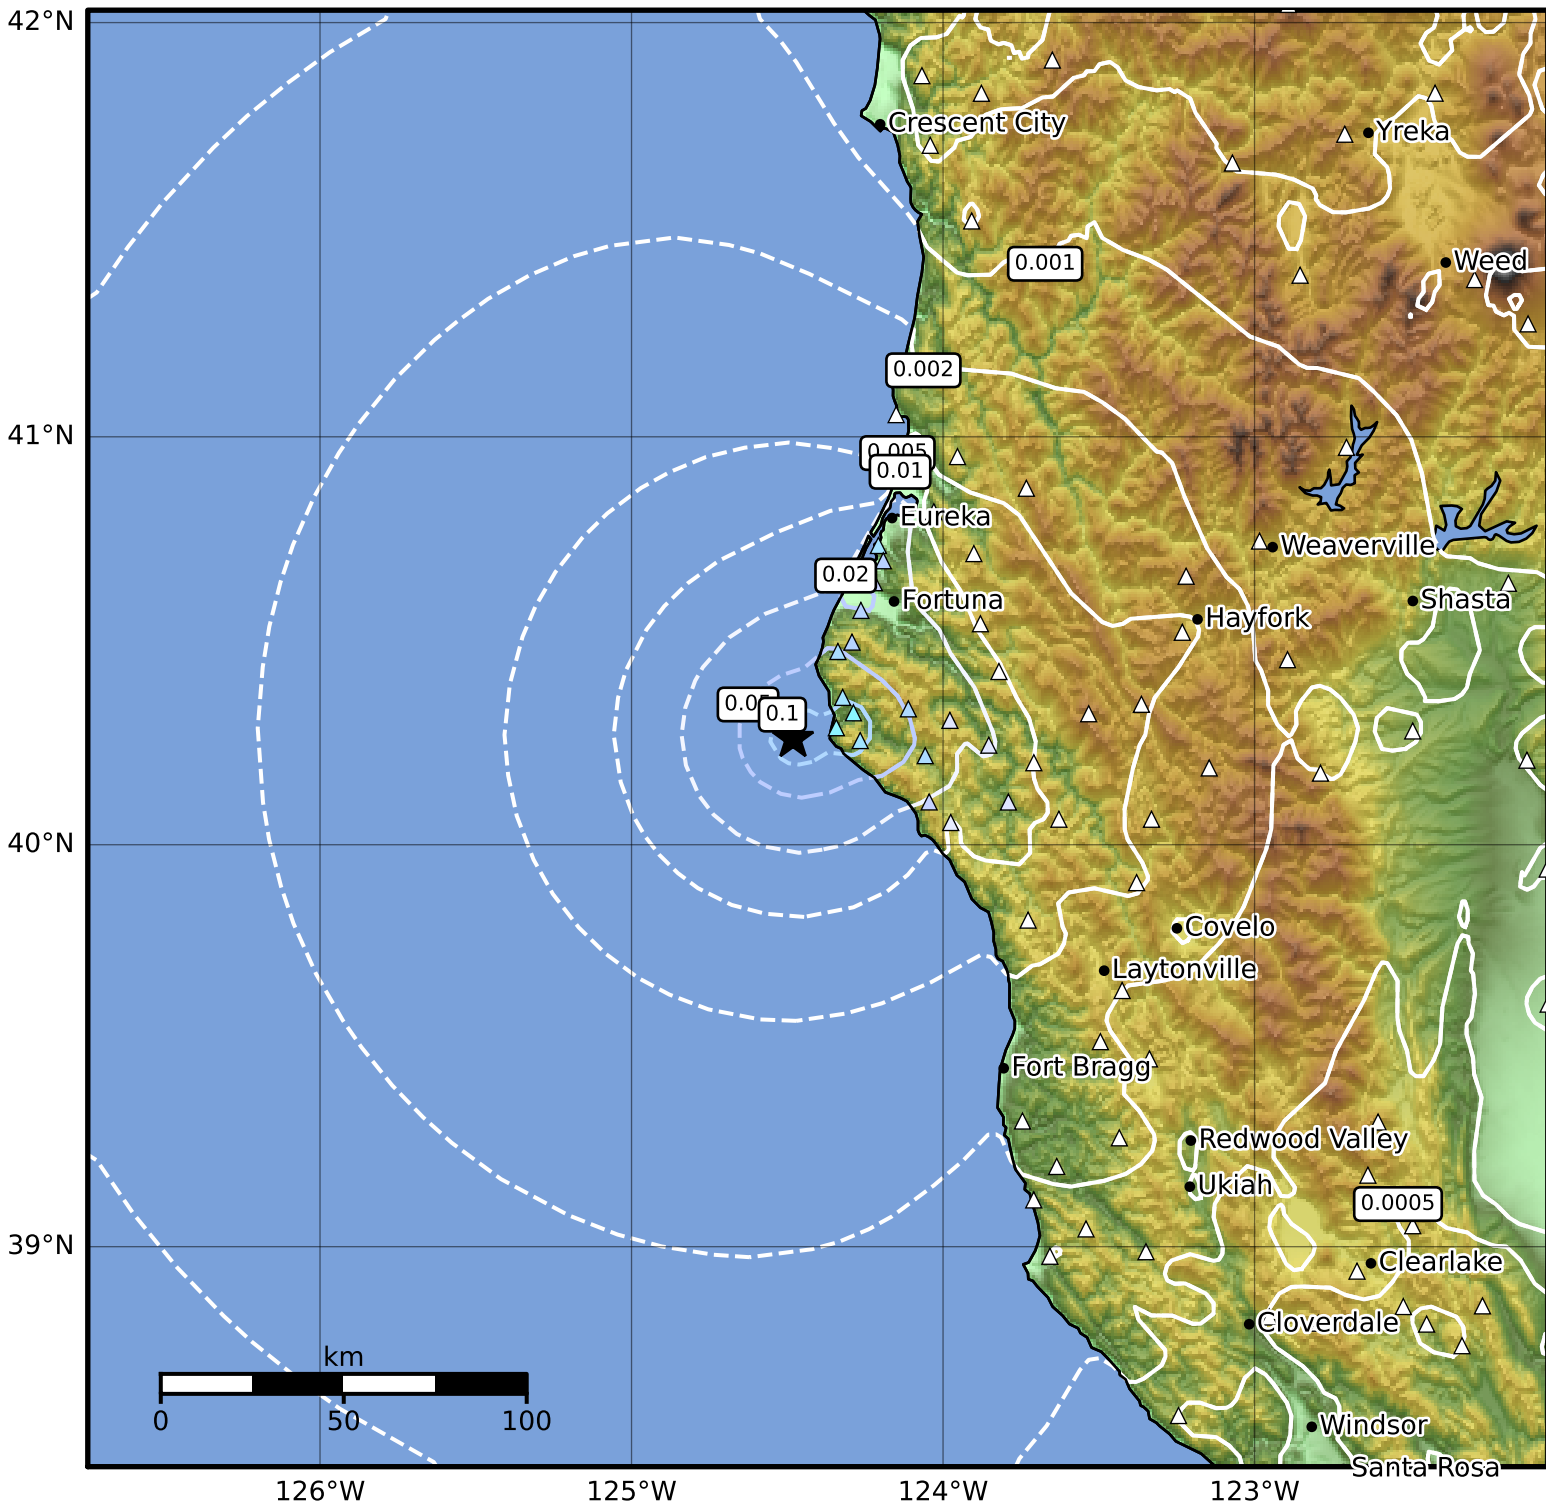 42°N
Crescent City
Yreka
0.001
Weed
0.002
41°N
0.005
0.01
Eureka
Weaverville
0.02
Fortuna
Shasta
Hayfork
0.1
40°N
Covelo
Laytonville
Fort Bragg
Redwood Valley
Ukiah
0.0005
39°N
Clearlake
Cloverdale
km
0
50
100
Windsor
Santa Rosa
126°W
125°W
124°W
123°W